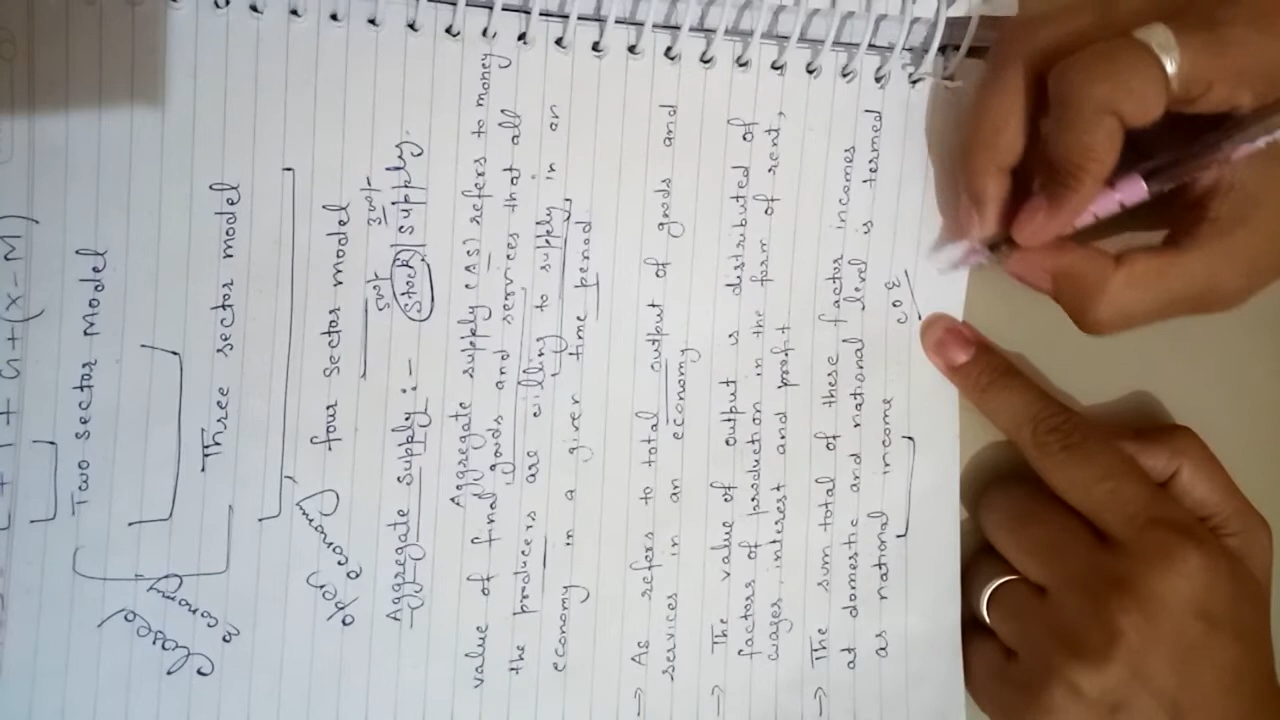 C + I + G + (X - M)
Two sector Model
Three sector model
closed
economy
four sector model
open economy
500/- 300/-
Aggregate supply :- Stock | supply.
Aggregate supply (AS) refers to money
value of final goods and services that all
the producers are willing to supply in an
economy in a given time period
→ AS refers to total output of goods and
services in an economy
→ The value of output is distributed of
factors of production in the form of rent,
wages, interest and profit
→ The sum total of these factor incomes
at domestic and national level is termed
as national income
COE